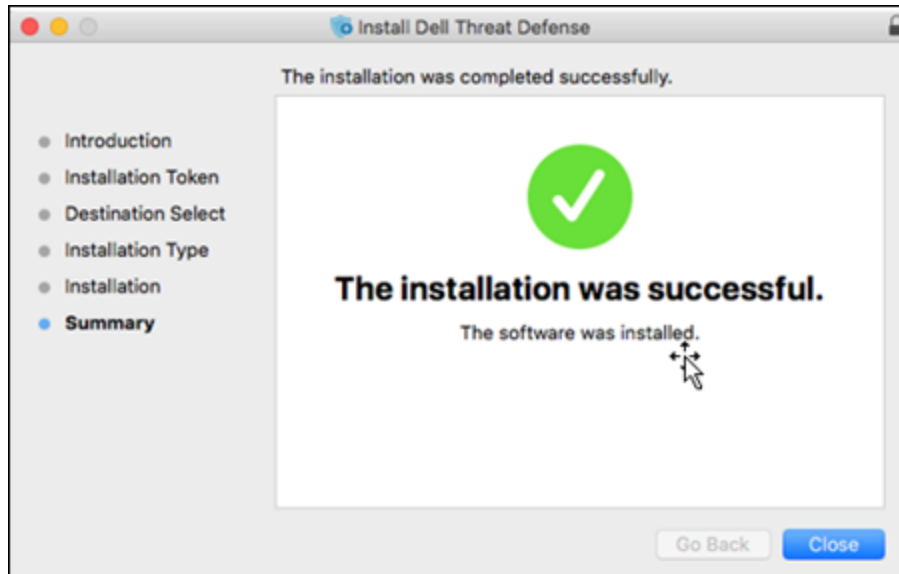 Install Dell Threat Defense
The installation was completed successfully.
Introduction
Installation Token
Destination Select
Installation Type
Installation
Summary
The installation was successful.
The software was installed.
Go Back
Close